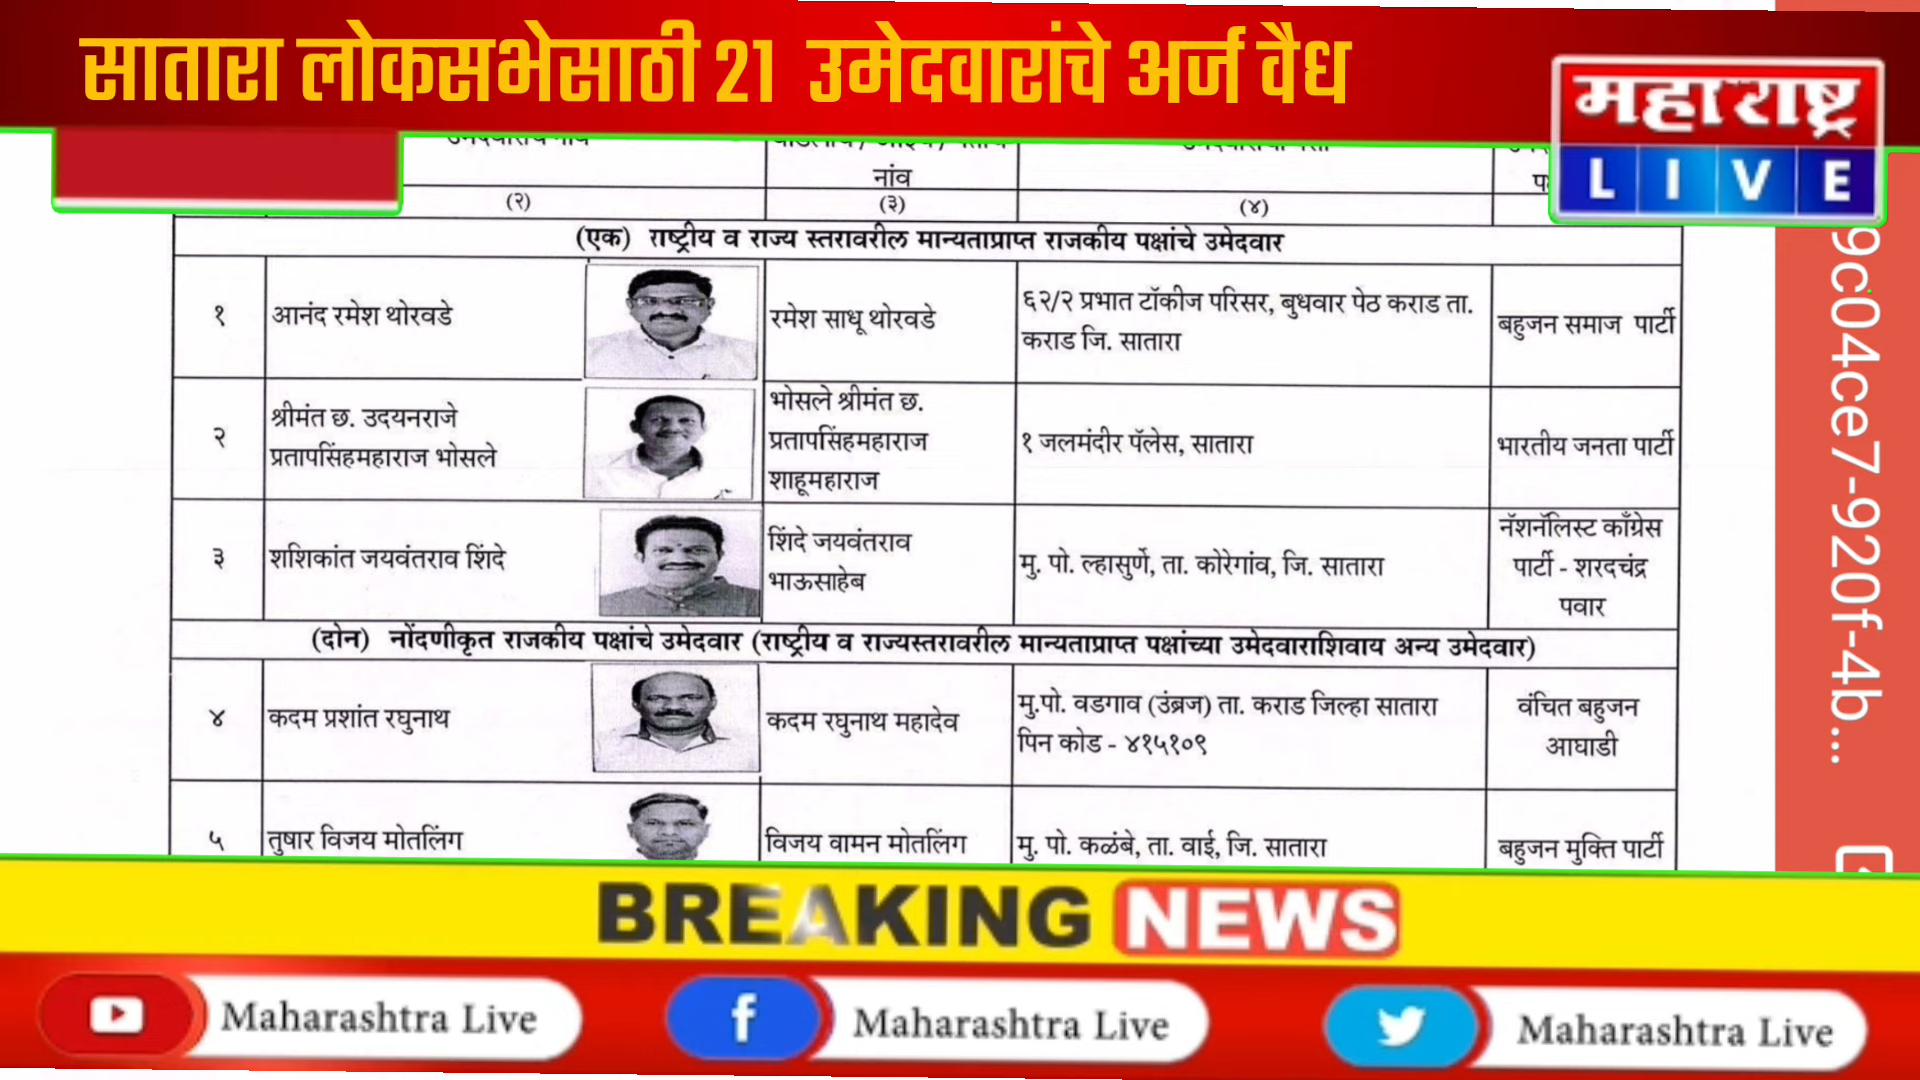 सातारा लोकसभेसाठी 21 उमेदवारांचे अर्ज वैध
महाराष्ट्र
LIVE
नांव
(२)
(३)
(४)
(एक) राष्ट्रीय व राज्य स्तरावरील मान्यताप्राप्त राजकीय पक्षांचे उमेदवार
१
आनंद रमेश थोरवडे
रमेश साधू थोरवडे
६२/२ प्रभात टॉकीज परिसर, बुधवार पेठ कराड ता.
कराड जि. सातारा
बहुजन समाज पार्टी
२
श्रीमंत छ. उदयनराजे
प्रतापसिंहमहाराज भोसले
भोसले श्रीमंत छ.
प्रतापसिंहमहाराज
शाहूमहाराज
१ जलमंदीर पॅलेस, सातारा
भारतीय जनता पार्टी
३
शशिकांत जयवंतराव शिंदे
शिंदे जयवंतराव
भाऊसाहेब
मु. पो. ल्हासुर्णे, ता. कोरेगांव, जि. सातारा
नॅशनॅलिस्ट काँग्रेस
पार्टी - शरदचंद्र
पवार
(दोन) नोंदणीकृत राजकीय पक्षांचे उमेदवार (राष्ट्रीय व राज्यस्तरावरील मान्यताप्राप्त पक्षांच्या उमेदवाराशिवाय अन्य उमेदवार)
४
कदम प्रशांत रघुनाथ
कदम रघुनाथ महादेव
मु.पो. वडगाव (उंब्रज) ता. कराड जिल्हा सातारा
पिन कोड - ४१५१०९
वंचित बहुजन
आघाडी
५
तुषार विजय मोतलिंग
विजय वामन मोतलिंग
मु. पो. कळंबे, ता. वाई, जि. सातारा
बहुजन मुक्ति पार्टी
9c04ce7-920f-4b...
BREAKING NEWS
Maharashtra Live
Maharashtra Live
Maharashtra Live